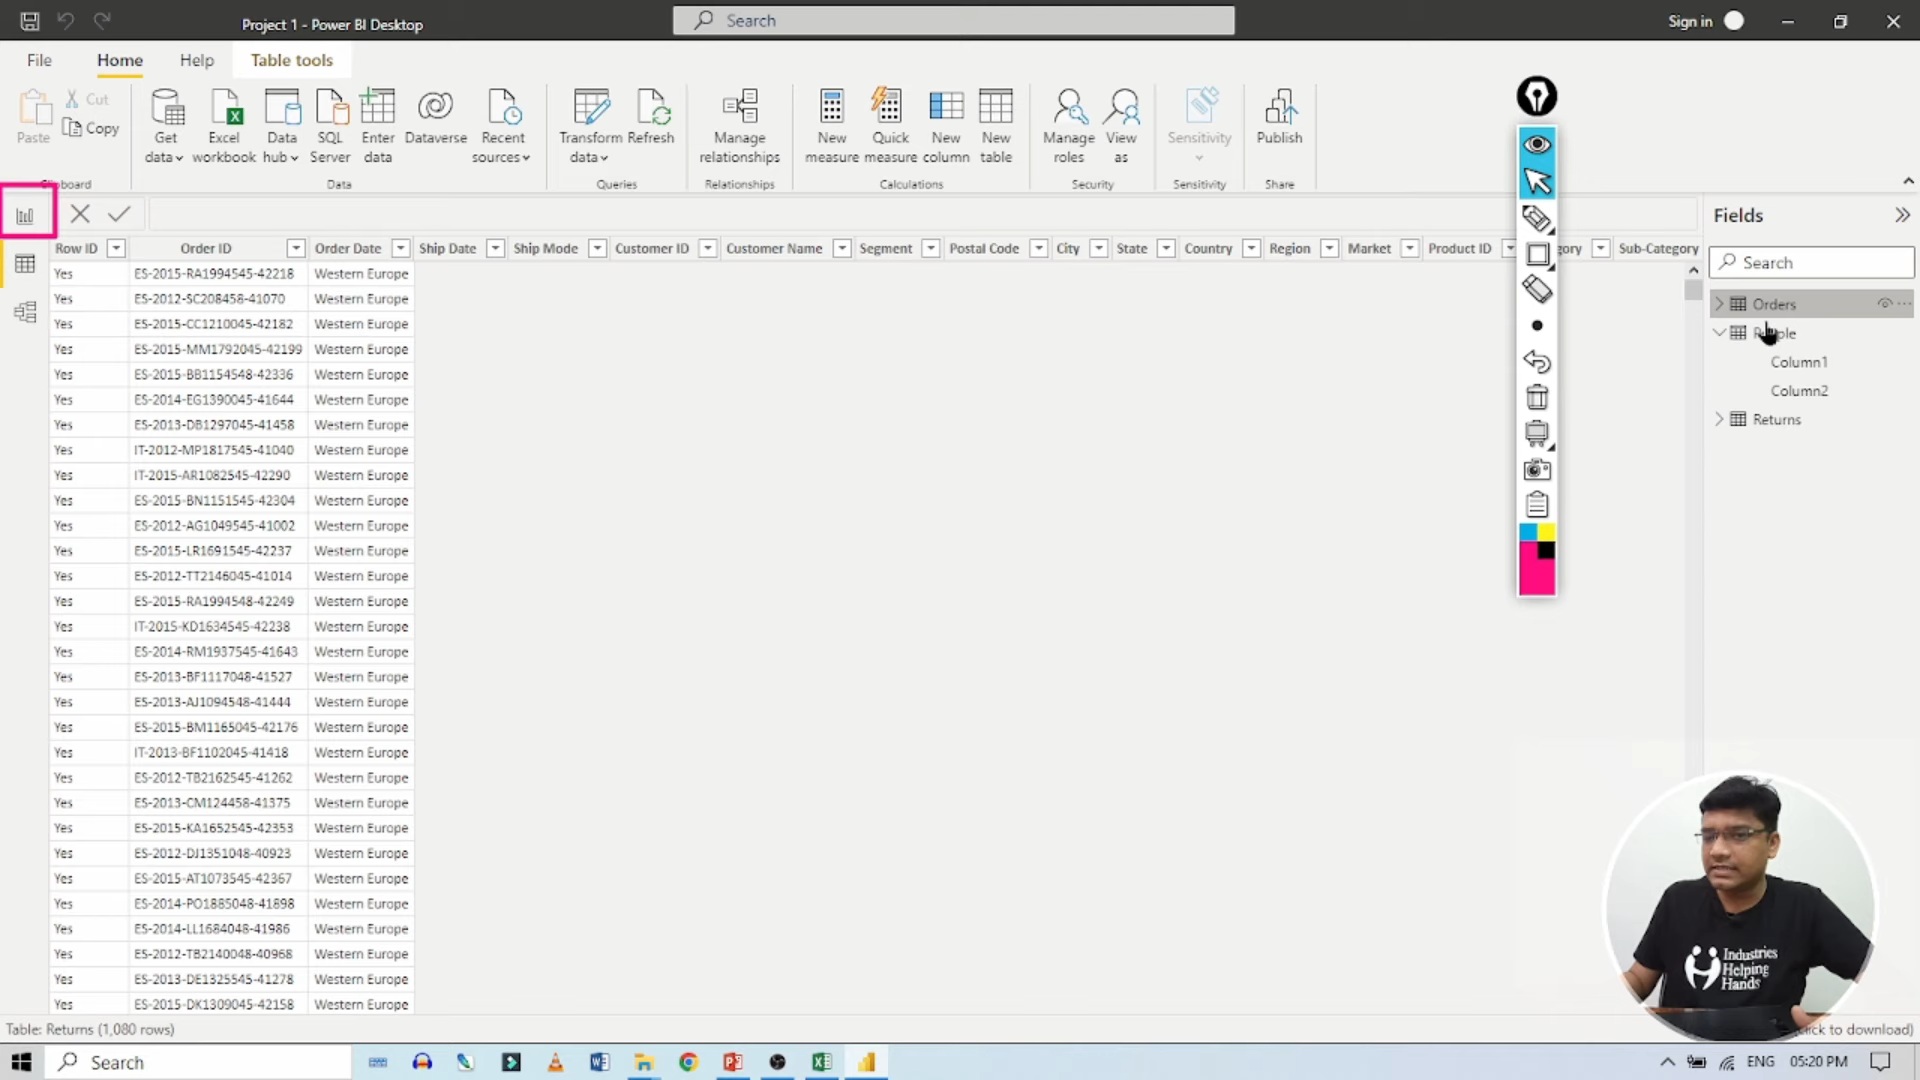 Project 1 - Power BI Desktop
Search
Sign in
File
Home
Help
Table tools
Paste
Cut
Copy
Get data
Excel workbook
Data hub
SQL Server
Enter data
Dataverse
Recent sources
Transform data
Refresh
Manage relationships
New measure
Quick measure
New column
New table
Manage roles
View as
Sensitivity
Publish
Data
Queries
Relationships
Calculations
Security
Sensitivity
Share
Fields
Search
Orders
Column1
Column2
Returns
Row ID Order ID Order Date Ship Date Ship Mode Customer ID Customer Name Segment Postal Code City State Country Region Market Product ID Sub-Category
Yes ES-2015-RA1994545-42218 Western Europe
Yes ES-2012-SC208458-41070 Western Europe
Yes ES-2015-CC1210045-42182 Western Europe
Yes ES-2015-MM1792045-42199 Western Europe
Yes ES-2015-BB1154548-42336 Western Europe
Yes ES-2014-EG1390045-41644 Western Europe
Yes ES-2013-DB1297045-41458 Western Europe
Yes IT-2012-MP1817545-41040 Western Europe
Yes IT-2015-AR1082545-42290 Western Europe
Yes ES-2015-BN1151545-42304 Western Europe
Yes ES-2012-AG1049545-41002 Western Europe
Yes ES-2015-LR1691545-42237 Western Europe
Yes ES-2012-TT2146045-41014 Western Europe
Yes ES-2015-RA1994548-42249 Western Europe
Yes IT-2015-KD1634545-42238 Western Europe
Yes ES-2014-RM1937545-41643 Western Europe
Yes ES-2013-BF1117048-41527 Western Europe
Yes ES-2013-AJ1094548-41444 Western Europe
Yes ES-2015-BM1165045-42176 Western Europe
Yes IT-2013-BF1102045-41418 Western Europe
Yes ES-2012-TB2162545-41262 Western Europe
Yes ES-2013-CM124458-41375 Western Europe
Yes ES-2015-KA1652545-42353 Western Europe
Yes ES-2012-DJ1351048-40923 Western Europe
Yes ES-2015-AT1073545-42367 Western Europe
Yes ES-2014-PO1885048-41898 Western Europe
Yes ES-2014-LL1684048-41986 Western Europe
Yes ES-2012-TB2140048-40968 Western Europe
Yes ES-2013-DE1325545-41278 Western Europe
Yes ES-2015-DK1309045-42158 Western Europe
Industries
Helping
Hands
Table: Returns (1,080 rows)
click to download)
Search
ENG 05:20 PM